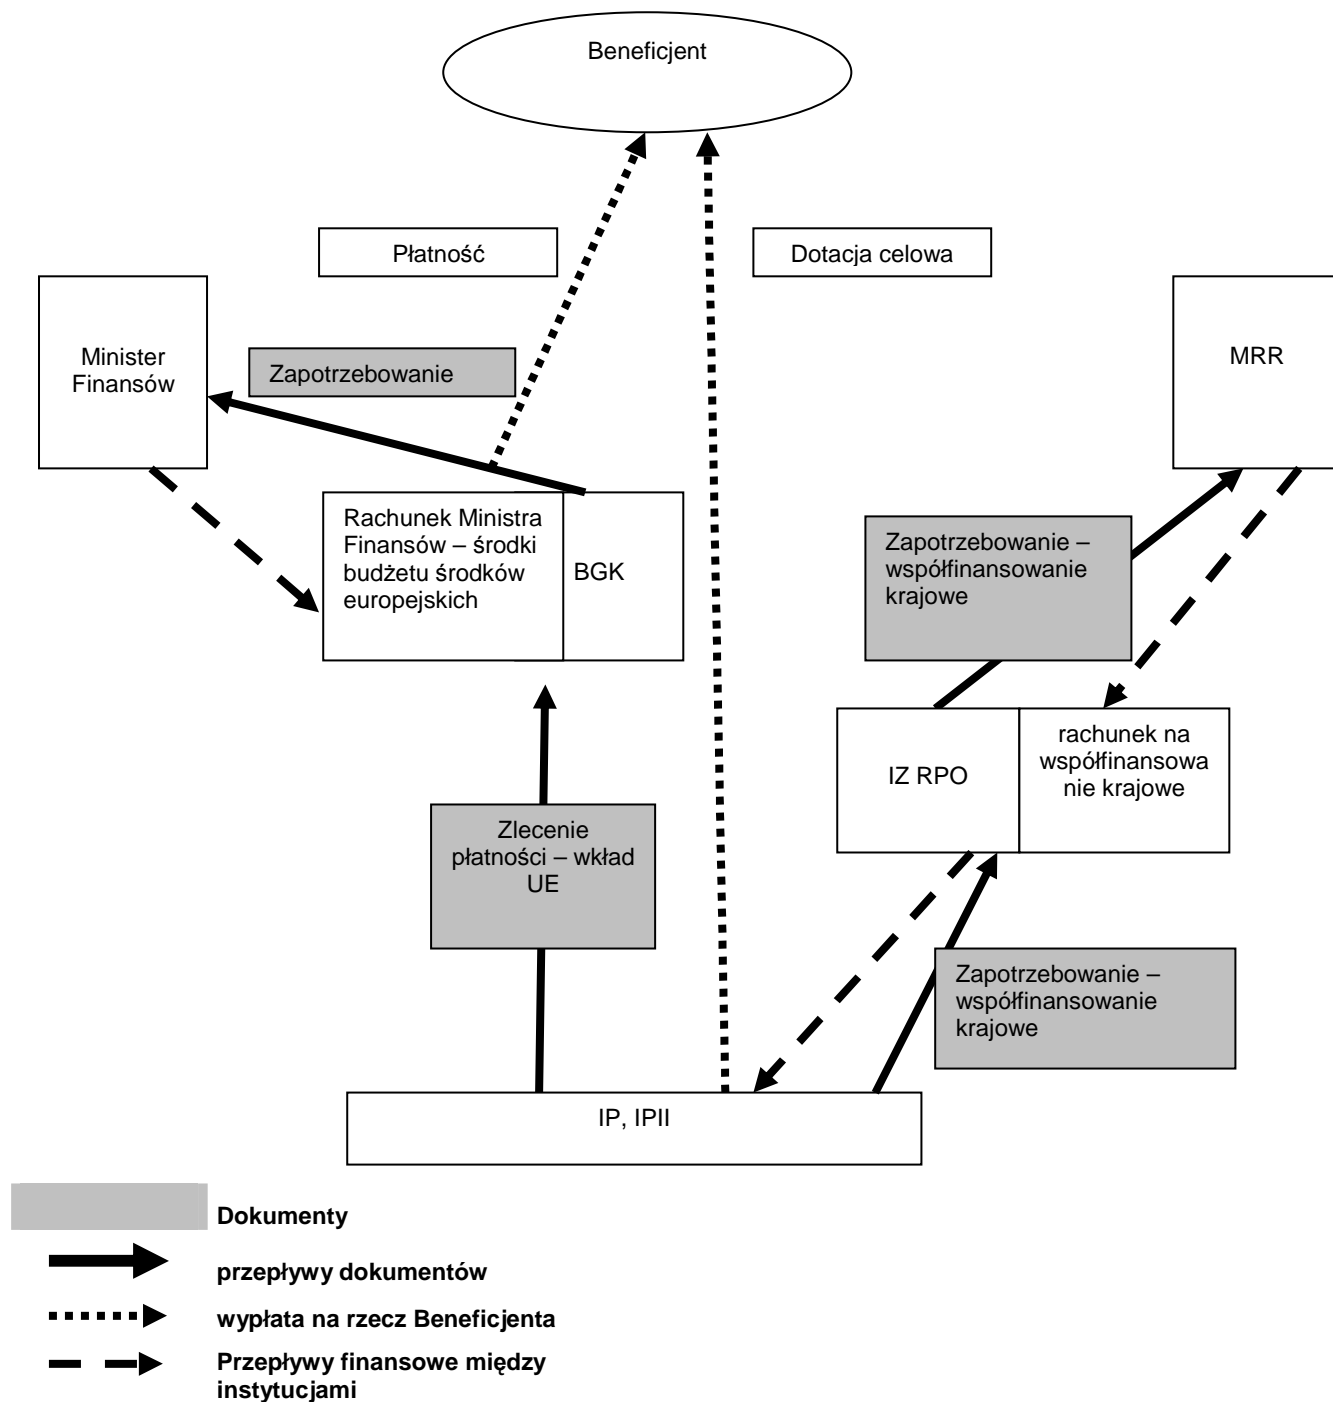 Beneficjent
Płatność
Dotacja celowa
Minister
Finansów
Zapotrzebowanie
MRR
Rachunek Ministra
Finansów – środki
budżetu środków
europejskich
BGK
Zapotrzebowanie –
współfinansowanie
krajowe
IZ RPO
rachunek na
współfinansowa
nie krajowe
Zlecenie
płatności – wkład
UE
Zapotrzebowanie –
współfinansowanie
krajowe
IP, IPII
Dokumenty
przepływy dokumentów
wypłata na rzecz Beneficjenta
Przepływy finansowe między
instytucjami